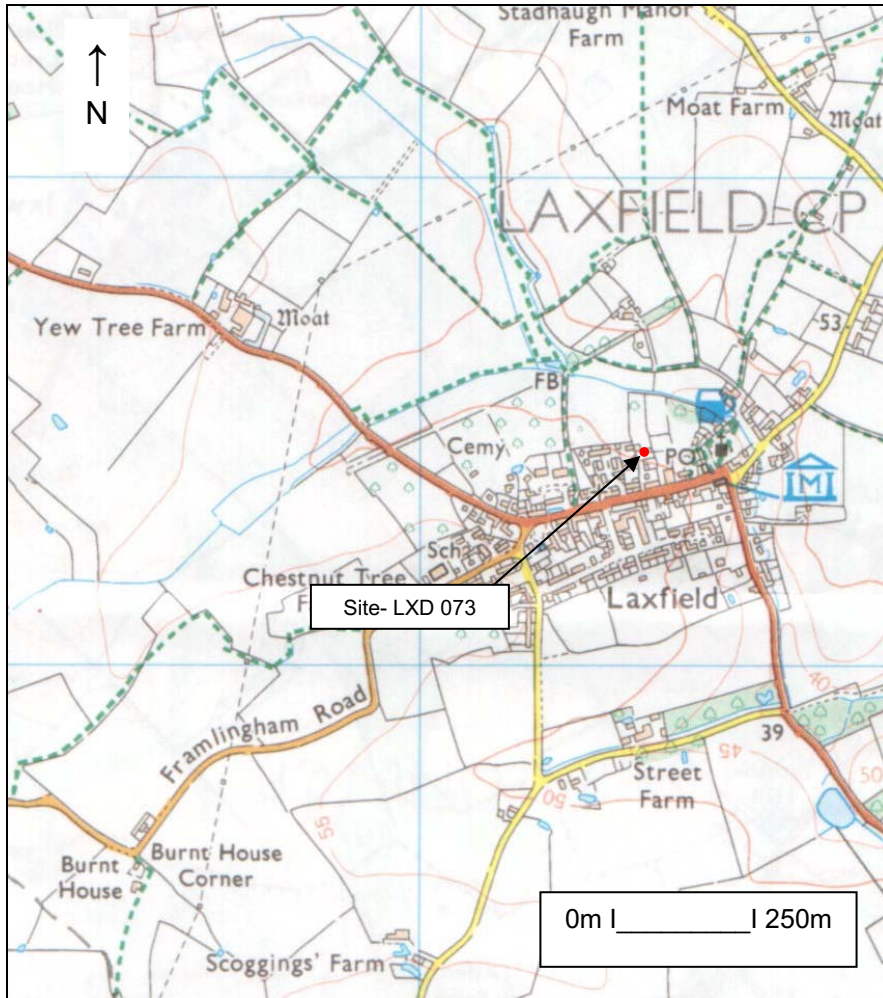 Stadhaugh Manor
Farm
↑
N
Moat Farm
Moat
LAXFIELD CP
Yew Tree Farm
Moat
53
FB
Cemy
PO
M
Sch
Chestnut Tree
Laxfield
Site- LXD 073
40
Framlingham Road
39
45
Street
Farm
50
50
55
Burnt
House
Burnt House
Corner
0m I_________I 250m
Scoggings' Farm